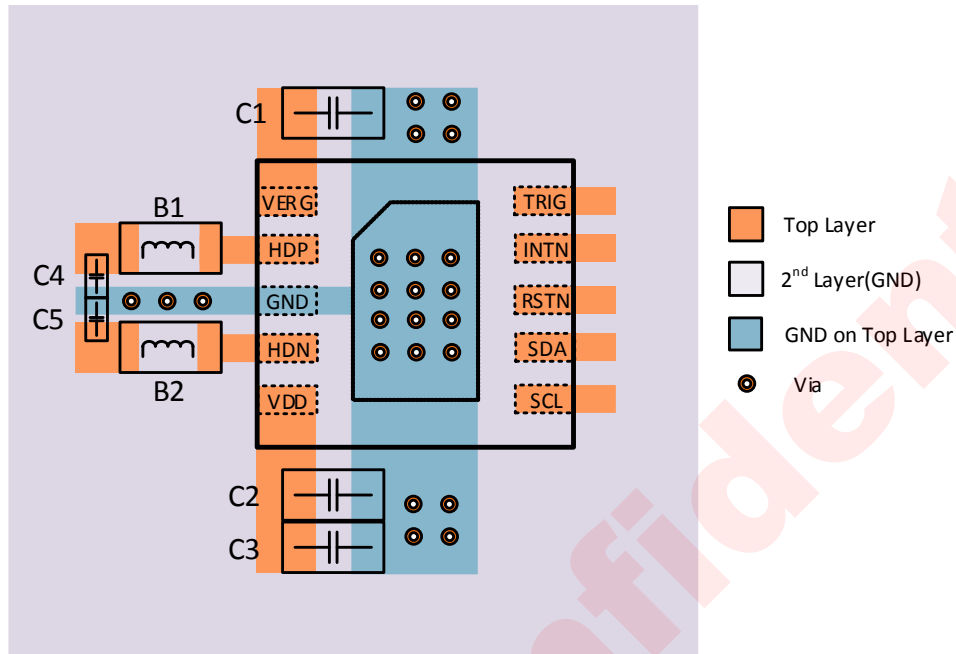 C1
VERG
TRIG
B1
HDP
INTN
Top Layer
C4
2nd Layer(GND)
GND
RSTN
C5
GND on Top Layer
HDN
SDA
B2
Via
VDD
SCL
C2
C3